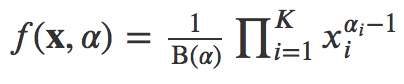 f(x, α) = 1/B(α) ∏_{i=1}^{K} x_i^{α_i−1}